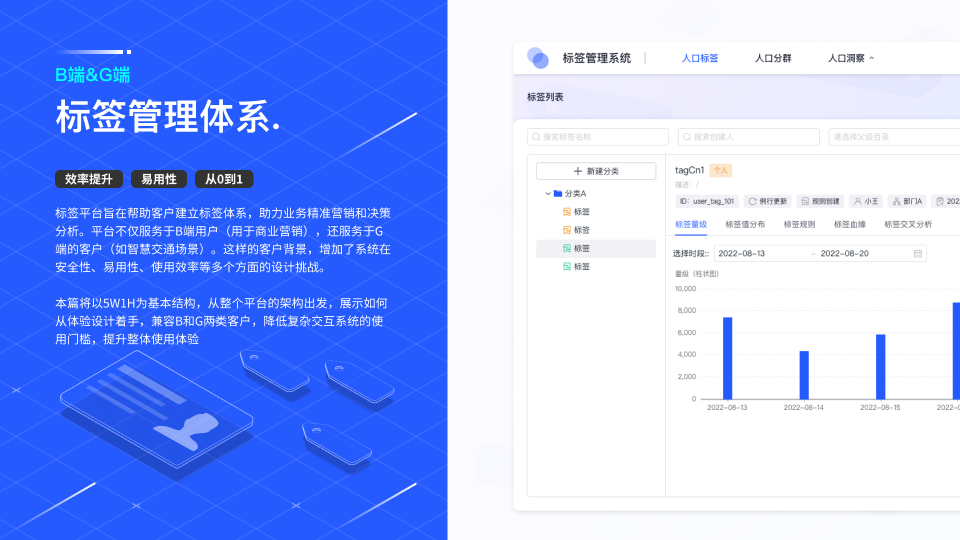 B端&G端
标签管理体系.
效率提升 易用性 从0到1
标签平台旨在帮助客户建立标签体系，助力业务精准营销和决策
分析。平台不仅服务于B端用户（用于商业营销），还服务于G
端的客户（如智慧交通场景）。这样的客户背景，增加了系统在
安全性、易用性、使用效率等多个方面的设计挑战。
本篇将以5W1H为基本结构，从整个平台的架构出发，展示如何
从体验设计着手，兼容B和G两类客户，降低复杂交互系统的使
用门槛，提升整体使用体验
标签管理系统 人口标签 人口分群 人口洞察
标签列表
搜索标签名称 搜索创建人 请选择父级目录
新建分类
分类A
标签
标签
标签
标签
tagCn1 个人
描述： /
ID：user_tag_101 例行更新 规则创建 小王 部门A 202
标签量级 标签值分布 标签规则 标签血缘 标签交叉分析
选择时段： 2022-08-13 ~ 2022-08-20
量级（柱状图）
10,000
8,000
6,000
4,000
2,000
0
2022-08-13 2022-08-14 2022-08-15 2022-0